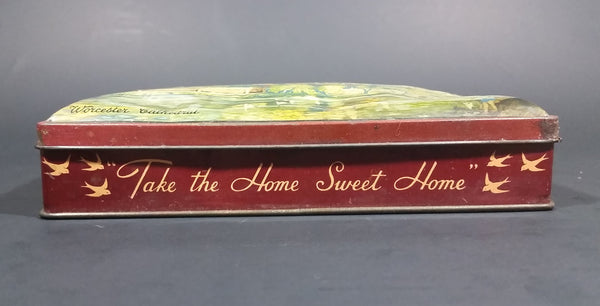 Worcester Cathedral
"Take the Home Sweet Home"